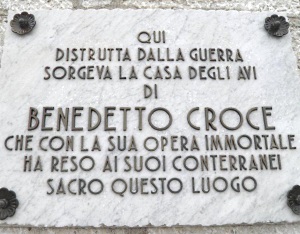 QUI
DISTRUTTA DALLA GUERRA
SORGEVA LA CASA DEGLI AVI
DI
BENEDETTO CROCE
CHE CON LA SUA OPERA IMMORTALE
HA RESO AI SUOI CONTERRANEI
SACRO QUESTO LUOGO